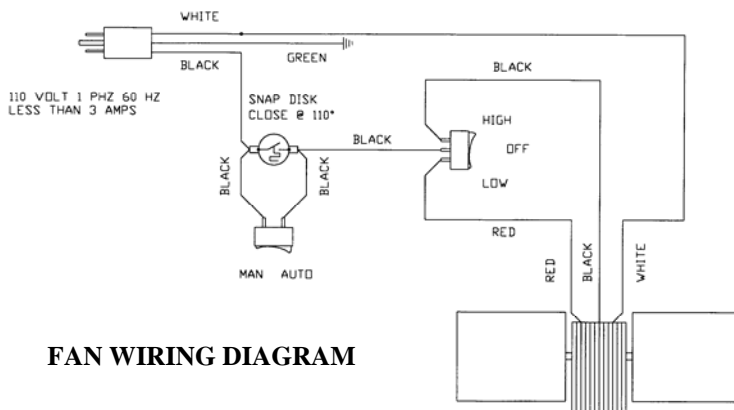 WHITE
GREEN
BLACK
110 VOLT 1 PHZ 60 HZ
LESS THAN 3 AMPS
SNAP DISK
CLOSE @ 110°
BLACK
BLACK
HIGH
OFF
LOW
BLACK
BLACK
RED
MAN AUTO
RED
BLACK
WHITE
FAN WIRING DIAGRAM